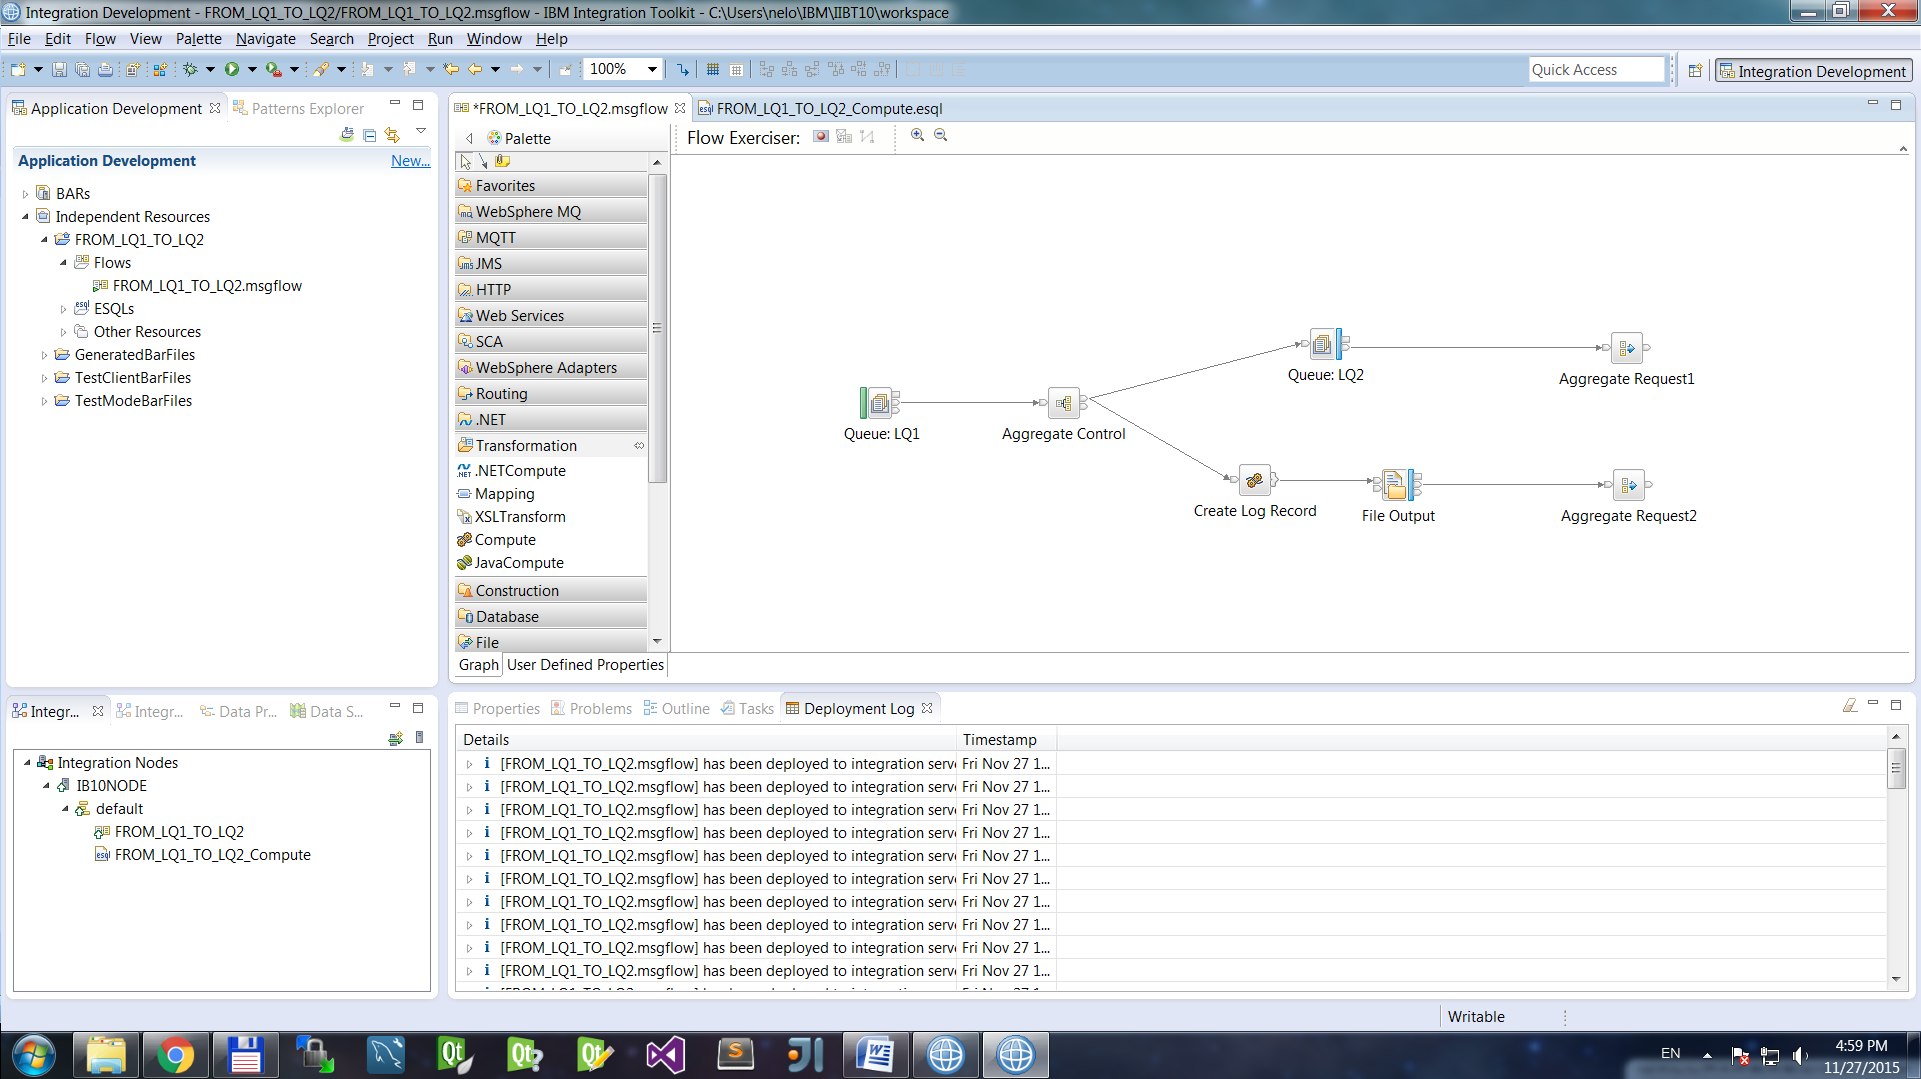 Integration Development - FROM_LQ1_TO_LQ2/FROM_LQ1_TO_LQ2.msgflow - IBM Integration Toolkit - C:\Users\nelo\IBM\IIBT10\workspace
File Edit Flow View Palette Navigate Search Project Run Window Help
100%
Quick Access
Integration Development
Application Development
Patterns Explorer
Application Development
New...
BARs
Independent Resources
FROM_LQ1_TO_LQ2
Flows
FROM_LQ1_TO_LQ2.msgflow
ESQLs
Other Resources
GeneratedBarFiles
TestClientBarFiles
TestModeBarFiles
*FROM_LQ1_TO_LQ2.msgflow
FROM_LQ1_TO_LQ2_Compute.esql
Palette
Flow Exerciser:
Favorites
WebSphere MQ
MQTT
JMS
HTTP
Web Services
SCA
WebSphere Adapters
Routing
.NET
Transformation
.NETCompute
Mapping
XSLTransform
Compute
JavaCompute
Construction
Database
File
Graph
User Defined Properties
Queue: LQ1
Aggregate Control
Queue: LQ2
Aggregate Request1
Create Log Record
File Output
Aggregate Request2
Integr...
Integr...
Data Pr...
Data S...
Integration Nodes
IB10NODE
default
FROM_LQ1_TO_LQ2
FROM_LQ1_TO_LQ2_Compute
Properties
Problems
Outline
Tasks
Deployment Log
Details Timestamp
[FROM_LQ1_TO_LQ2.msgflow] has been deployed to integration serve Fri Nov 27 1...
[FROM_LQ1_TO_LQ2.msgflow] has been deployed to integration serve Fri Nov 27 1...
[FROM_LQ1_TO_LQ2.msgflow] has been deployed to integration serve Fri Nov 27 1...
[FROM_LQ1_TO_LQ2.msgflow] has been deployed to integration serve Fri Nov 27 1...
[FROM_LQ1_TO_LQ2.msgflow] has been deployed to integration serve Fri Nov 27 1...
[FROM_LQ1_TO_LQ2.msgflow] has been deployed to integration serve Fri Nov 27 1...
[FROM_LQ1_TO_LQ2.msgflow] has been deployed to integration serve Fri Nov 27 1...
[FROM_LQ1_TO_LQ2.msgflow] has been deployed to integration serve Fri Nov 27 1...
[FROM_LQ1_TO_LQ2.msgflow] has been deployed to integration serve Fri Nov 27 1...
[FROM_LQ1_TO_LQ2.msgflow] has been deployed to integration serve Fri Nov 27 1...
Writable
EN
4:59 PM
11/27/2015